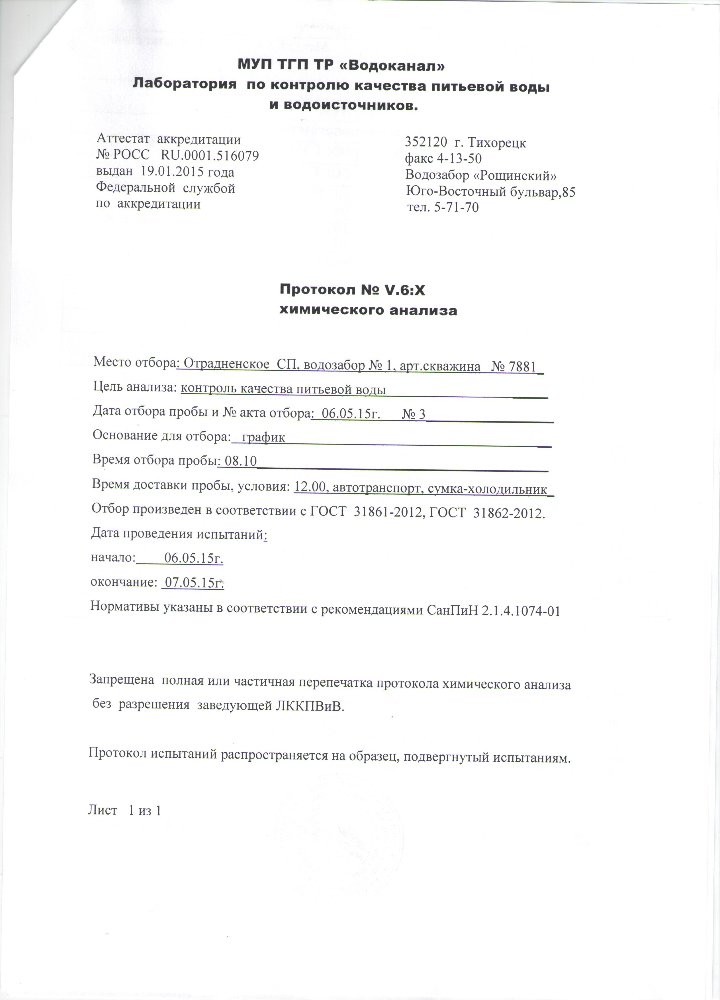 МУП ТГП ТР «Водоканал»
Лаборатория по контролю качества питьевой воды
и водоисточников.
Аттестат аккредитации
№ РОСС RU.0001.516079
выдан 19.01.2015 года
Федеральной службой
по аккредитации
352120 г. Тихорецк
факс 4-13-50
Водозабор «Рощинский»
Юго-Восточный бульвар,85
тел. 5-71-70
Протокол № V.6:X
химического анализа
Место отбора: Отрадненское СП, водозабор № 1, арт.скважина № 7881
Цель анализа: контроль качества питьевой воды
Дата отбора пробы и № акта отбора: 06.05.15г. № 3
Основание для отбора: график
Время отбора пробы: 08.10
Время доставки пробы, условия: 12.00, автотранспорт, сумка-холодильник
Отбор произведен в соответствии с ГОСТ 31861-2012, ГОСТ 31862-2012.
Дата проведения испытаний:
начало: 06.05.15г.
окончание: 07.05.15г.
Нормативы указаны в соответствии с рекомендациями СанПиН 2.1.4.1074-01
Запрещена полная или частичная перепечатка протокола химического анализа
без разрешения заведующей ЛККПВиВ.
Протокол испытаний распространяется на образец, подвергнутый испытаниям.
Лист 1 из 1